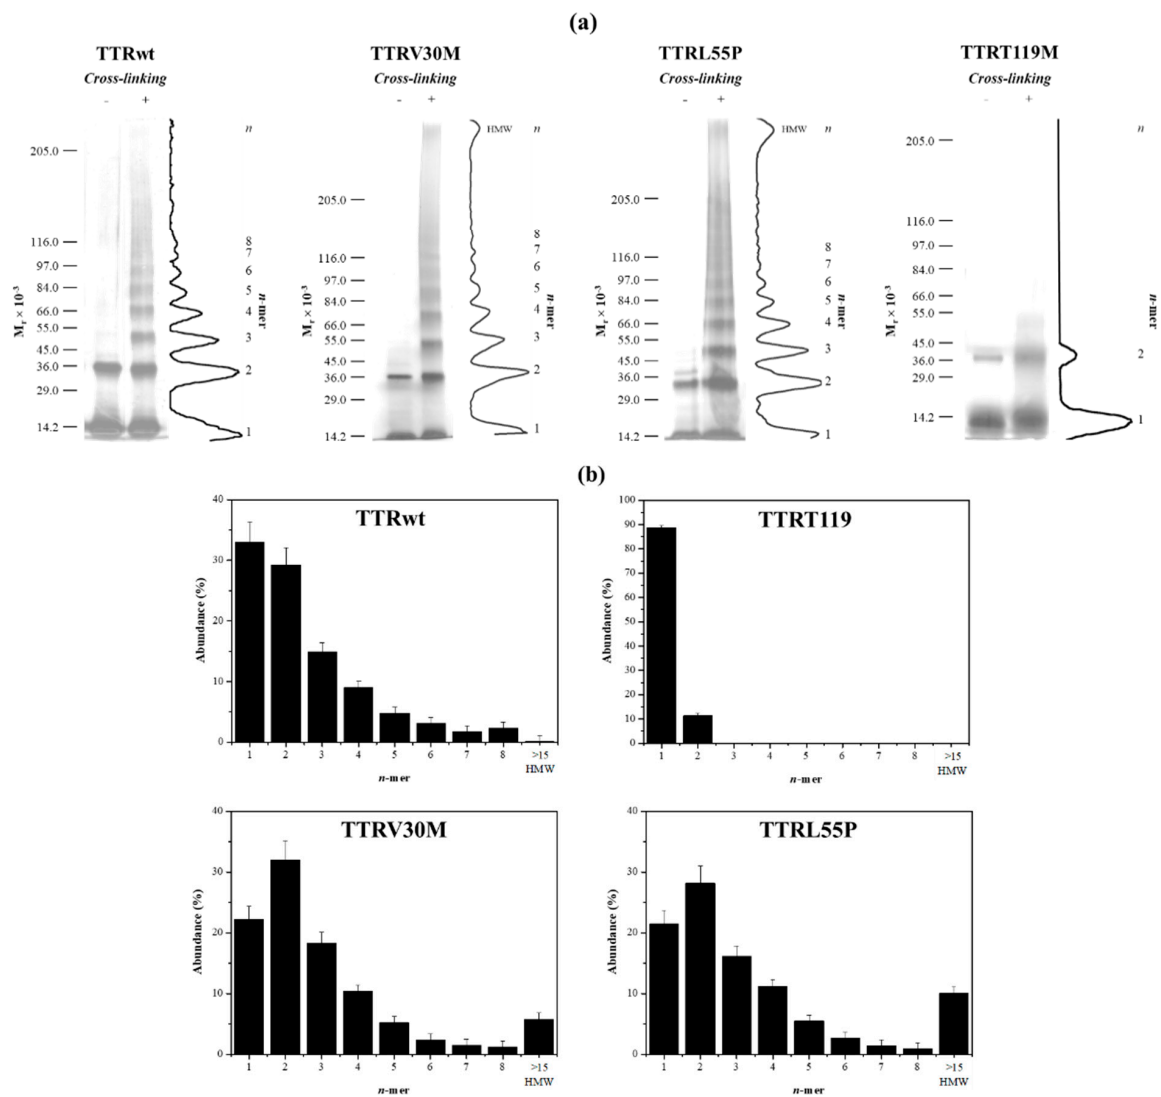 (a)
TTRwt
Cross-linking
- +
n
205.0
116.0
97.0
84.0
66.0
55.0
45.0
36.0
29.0
14.2
Mr × 10-3
8
7
6
5
4
3
2
1
n-mer
TTRV30M
Cross-linking
- +
HMW n
205.0
116.0
97.0
84.0
66.0
55.0
45.0
36.0
29.0
14.2
Mr × 10-3
8
7
6
5
4
3
2
1
n-mer
TTRL55P
Cross-linking
- +
HMW n
205.0
116.0
97.0
84.0
66.0
55.0
45.0
36.0
29.0
14.2
Mr × 10-3
8
7
6
5
4
3
2
1
n-mer
TTRT119M
Cross-linking
- +
n
116.0
97.0
84.0
66.0
45.0
36.0
29.0
14.2
Mr × 10-3
2
1
n-mer
(b)
TTRwt
40
30
20
10
0
Abundance (%)
1 2 3 4 5 6 7 8 >15
HMW
n-mer
TTRT119
100
90
80
70
60
50
40
30
20
10
0
Abundance (%)
1 2 3 4 5 6 7 8 >15
HMW
n-mer
TTRV30M
40
30
20
10
0
Abundance (%)
1 2 3 4 5 6 7 8 >15
HMW
n-mer
TTRL55P
40
30
20
10
0
Abundance (%)
1 2 3 4 5 6 7 8 >15
HMW
n-mer